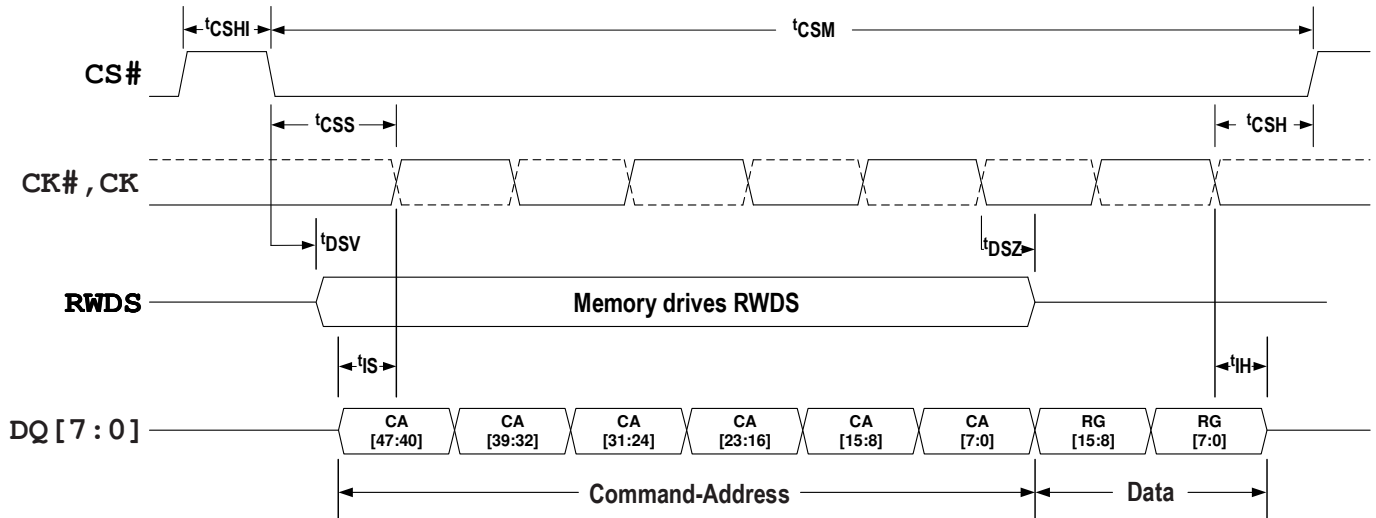 tCSHI
tCSM
CS#
tCSS
tCSH
CK#,CK
tDSV
tDSZ
RWDS
Memory drives RWDS
tIS
tIH
DQ[7:0]
CA
[47:40]
CA
[39:32]
CA
[31:24]
CA
[23:16]
CA
[15:8]
CA
[7:0]
RG
[15:8]
RG
[7:0]
Command-Address
Data